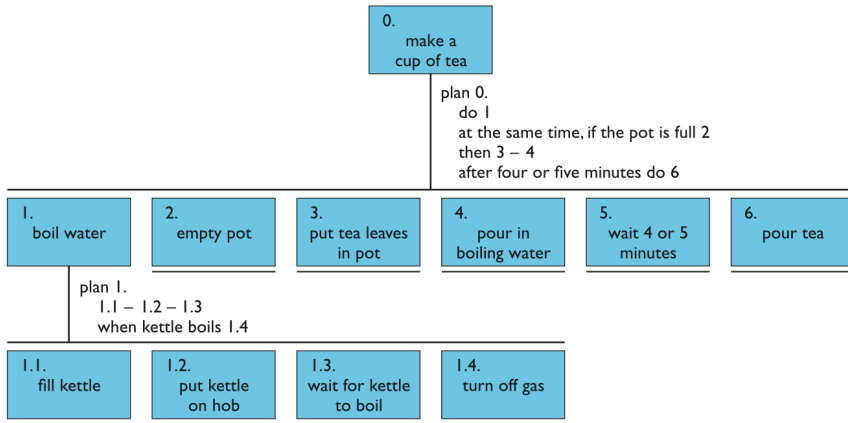 0.
make a
cup of tea
plan 0.
do 1
at the same time, if the pot is full 2
then 3 – 4
after four or five minutes do 6
1.
boil water
2.
empty pot
3.
put tea leaves
in pot
4.
pour in
boiling water
5.
wait 4 or 5
minutes
6.
pour tea
plan 1.
1.1 – 1.2 – 1.3
when kettle boils 1.4
1.1.
fill kettle
1.2.
put kettle
on hob
1.3.
wait for kettle
to boil
1.4.
turn off gas